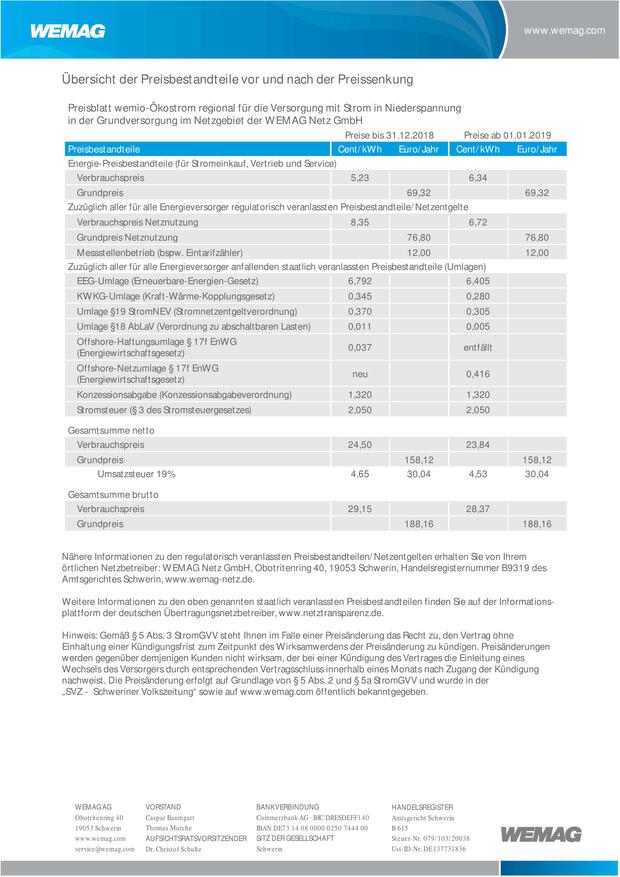 WEMAG
www.wemag.com
Übersicht der Preisbestandteile vor und nach der Preissenkung
Preisblatt wemio-Ökostrom regional für die Versorgung mit Strom in Niederspannung
in der Grundversorgung im Netzgebiet der WEMAG Netz GmbH
Preise bis 31.12.2018 Preise ab 01.01.2019
Preisbestandteile Cent/kWh Euro/Jahr Cent/kWh Euro/Jahr
Energie-Preisbestandteile (für Stromeinkauf, Vertrieb und Service)
Verbrauchspreis 5,23 6,34
Grundpreis 69,32 69,32
Zuzüglich aller für alle Energieversorger regulatorisch veranlassten Preisbestandteile/Netzentgelte
Verbrauchspreis Netznutzung 8,35 6,72
Grundpreis Netznutzung 76,80 76,80
Messstellenbetrieb (bspw. Eintarifzähler) 12,00 12,00
Zuzüglich aller für alle Energieversorger anfallenden staatlich veranlassten Preisbestandteile (Umlagen)
EEG-Umlage (Erneuerbare-Energien-Gesetz) 6,792 6,405
KWKG-Umlage (Kraft-Wärme-Kopplungsgesetz) 0,345 0,280
Umlage §19 StromNEV (Stromnetzentgeltverordnung) 0,370 0,305
Umlage §18 AbLaV (Verordnung zu abschaltbaren Lasten) 0,011 0,005
Offshore-Haftungsumlage § 17f EnWG
(Energiewirtschaftsgesetz) 0,037 entfällt
Offshore-Netzumlage § 17f EnWG
(Energiewirtschaftsgesetz) neu 0,416
Konzessionsabgabe (Konzessionsabgabeverordnung) 1,320 1,320
Stromsteuer (§ 3 des Stromsteuergesetzes) 2,050 2,050
Gesamtsumme netto
Verbrauchspreis 24,50 23,84
Grundpreis 158,12 158,12
Umsatzsteuer 19% 4,65 30,04 4,53 30,04
Gesamtsumme brutto
Verbrauchspreis 29,15 28,37
Grundpreis 188,16 188,16
Nähere Informationen zu den regulatorisch veranlassten Preisbestandteilen/Netzentgelten erhalten Sie von Ihrem
örtlichen Netzbetreiber: WEMAG Netz GmbH, Obotritenring 40, 19053 Schwerin, Handelsregisternummer B9319 des
Amtsgerichtes Schwerin, www.wemag-netz.de.
Weitere Informationen zu den oben genannten staatlich veranlassten Preisbestandteilen finden Sie auf der Informations-
plattform der deutschen Übertragungsnetzbetreiber, www.netztransparenz.de.
Hinweis: Gemäß § 5 Abs. 3 StromGVV steht Ihnen im Falle einer Preisänderung das Recht zu, den Vertrag ohne
Einhaltung einer Kündigungsfrist zum Zeitpunkt des Wirksamwerdens der Preisänderung zu kündigen. Preisänderungen
werden gegenüber demjenigen Kunden nicht wirksam, der bei einer Kündigung des Vertrages die Einleitung eines
Wechsels des Versorgers durch entsprechenden Vertragsschluss innerhalb eines Monats nach Zugang der Kündigung
nachweist. Die Preisänderung erfolgt auf Grundlage von § 5 Abs. 2 und § 5a StromGVV und wurde in der
„SVZ - Schweriner Volkszeitung“ sowie auf www.wemag.com öffentlich bekanntgegeben.
WEMAG AG VORSTAND BANKVERBINDUNG HANDELSREGISTER
Obotritenring 40 Caspar Baumgart Commerzbank AG · BIC DRESDEFF140 Amtsgericht Schwerin
19053 Schwerin Thomas Murche IBAN DE73 14 08 0000 0250 7444 00 B 615
www.wemag.com AUFSICHTSRATSVORSITZENDER SITZ DER GESELLSCHAFT Steuer-Nr. 079/103/20038
service@wemag.com Dr. Christof Schulte Schwerin Ust-ID-Nr. DE137731836
WEMAG